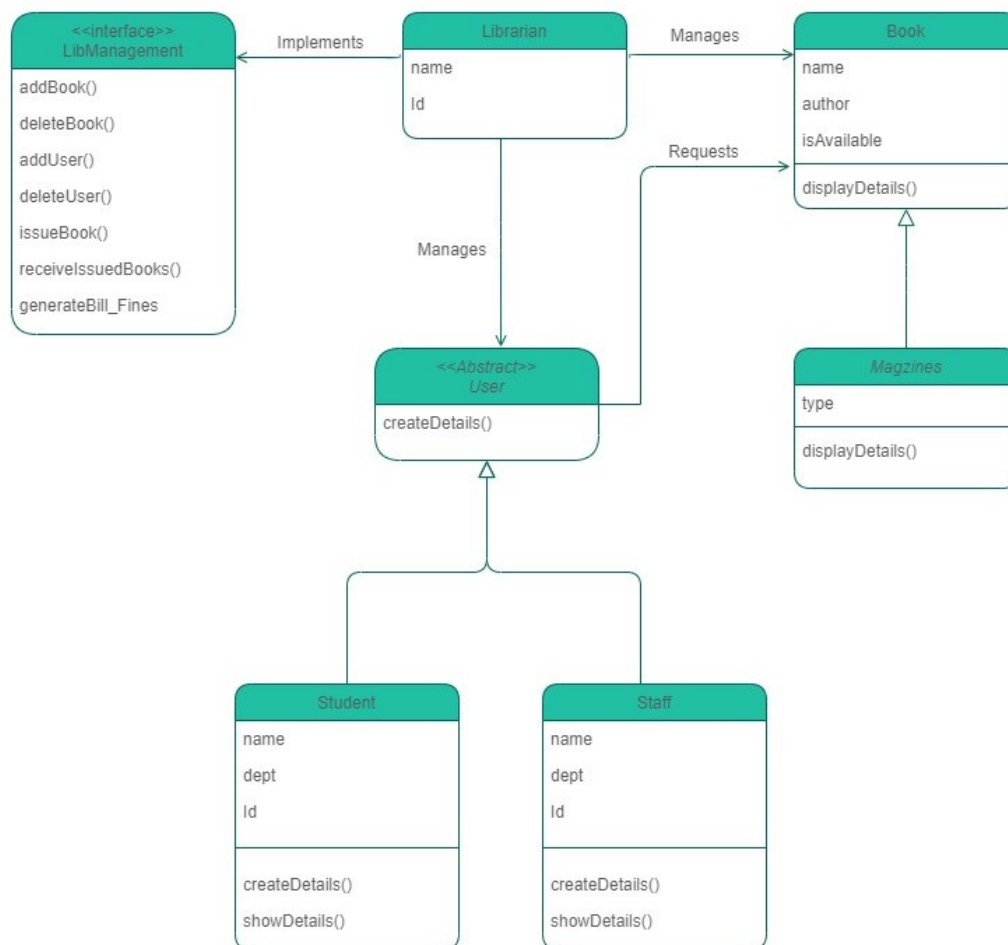 <<interface>>
LibManagement
addBook()
deleteBook()
addUser()
deleteUser()
issueBook()
receiveIssuedBooks()
generateBill_Fines
Implements
Librarian
name
Id
Manages
Book
name
author
isAvailable
displayDetails()
Requests
Manages
<<Abstract>>
User
createDetails()
Magzines
type
displayDetails()
Student
name
dept
Id
createDetails()
showDetails()
Staff
name
dept
Id
createDetails()
showDetails()